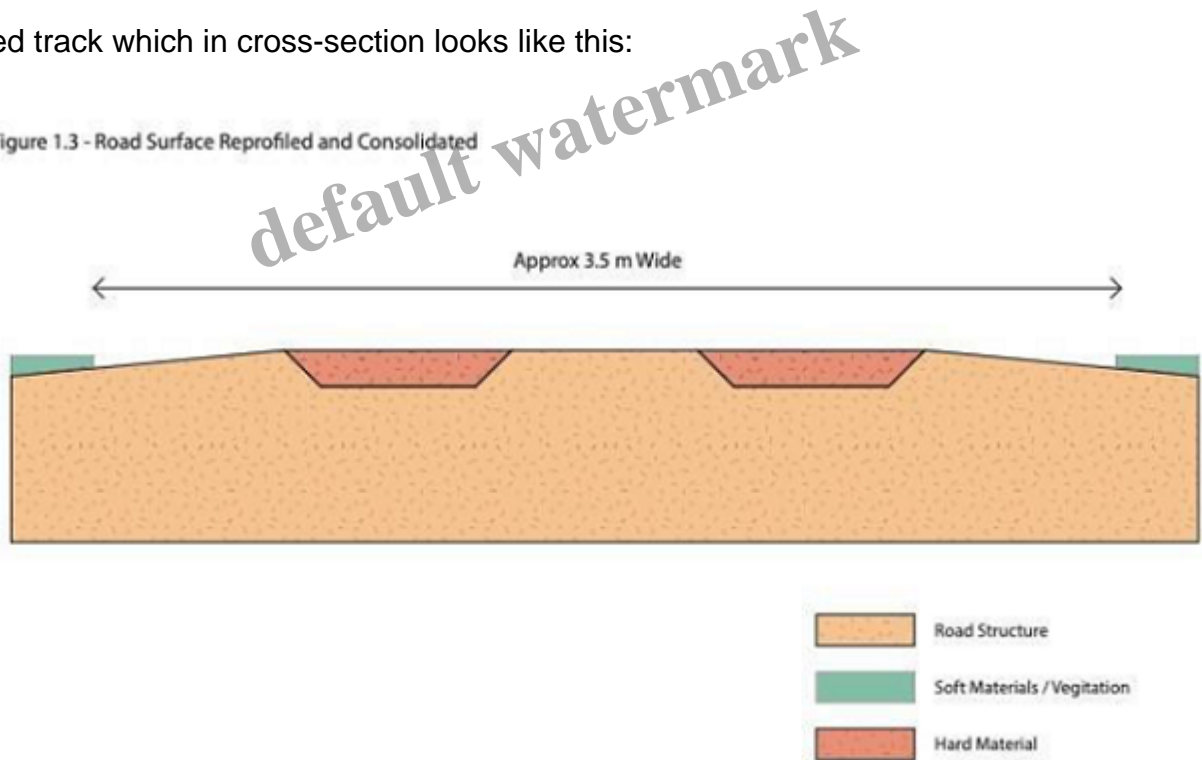 ed track which in cross-section looks like this:
igure 1.3 - Road Surface Reprofiled and Consolidated
default watermark
Approx 3.5 m Wide
Road Structure
Soft Materials / Vegitation
Hard Material